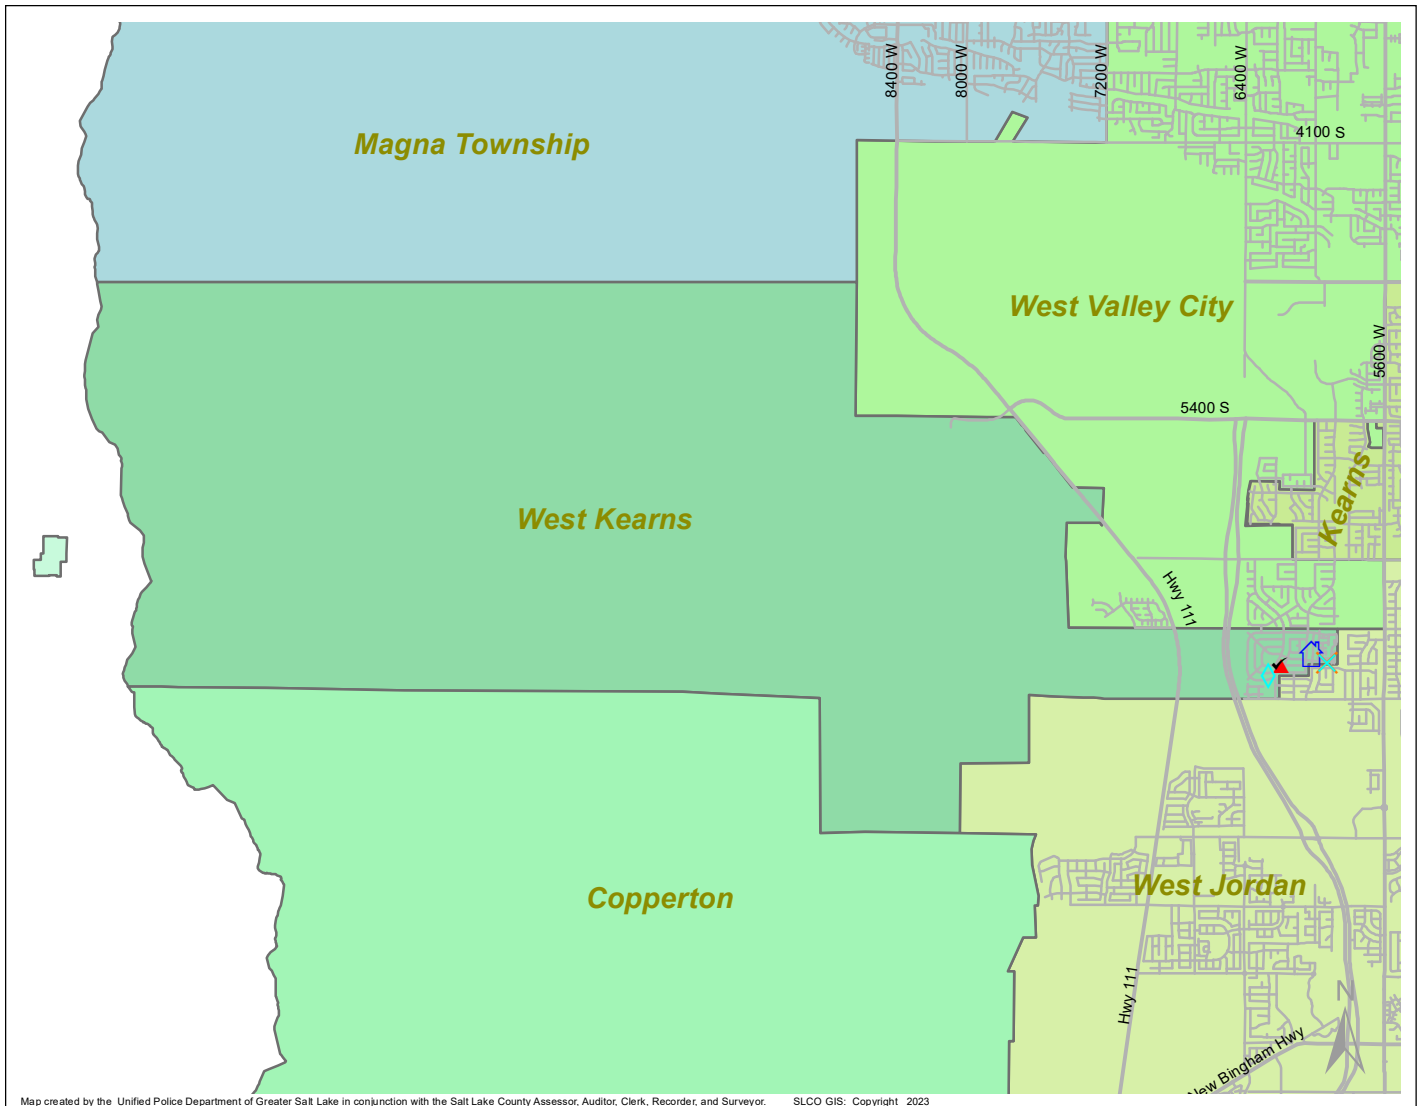 8400 W
8000 W
7200 W
6400 W
4100 S
Magna Township
West Valley City
5600 W
5400 S
Kearns
West Kearns
Hwy 111
West Jordan
Copperton
Hwy 111
N
New Bingham Hwy
Map created by the Unified Police Department of Greater Salt Lake in conjunction with the Salt Lake County Assessor, Auditor, Clerk, Recorder, and Surveyor. SLCO GIS: Copyright 2023